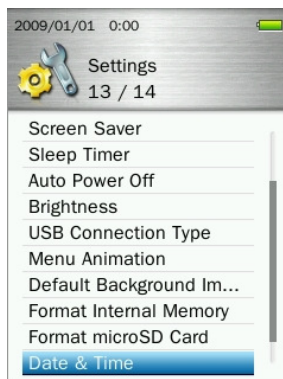 2009/01/01 0:00
Settings
13 / 14
Screen Saver
Sleep Timer
Auto Power Off
Brightness
USB Connection Type
Menu Animation
Default Background Im...
Format Internal Memory
Format microSD Card
Date & Time